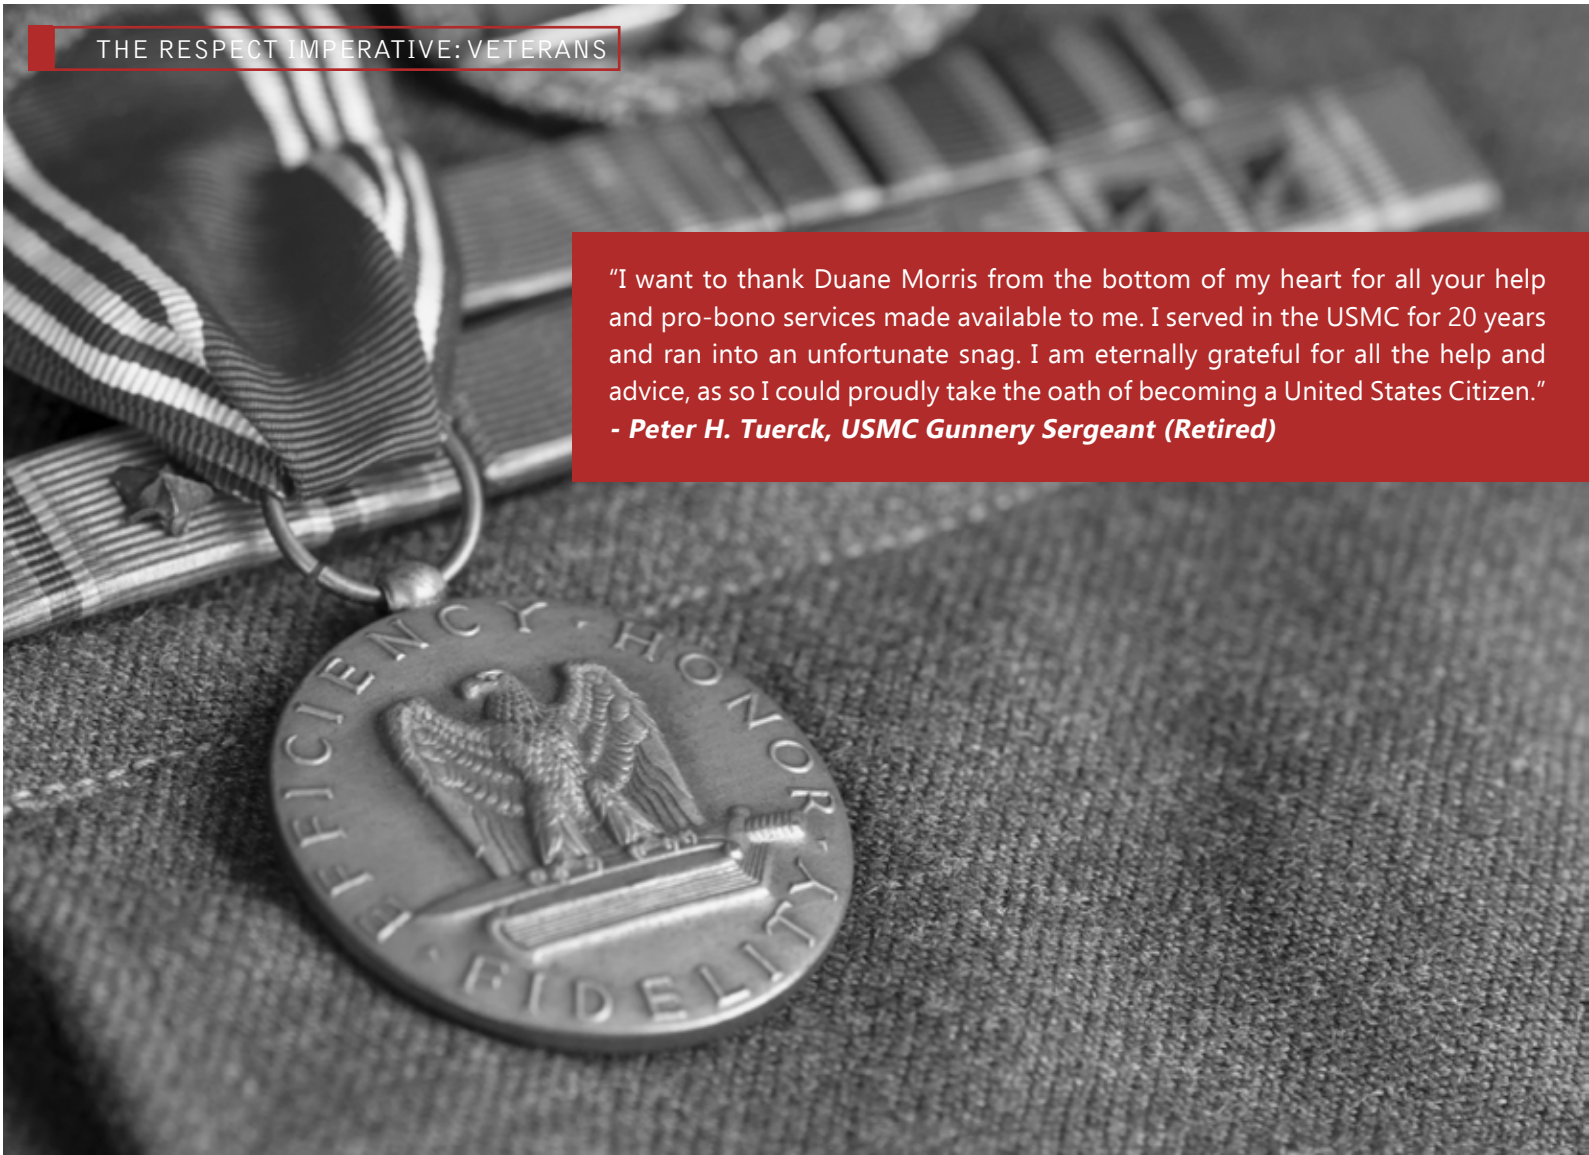 THE RESPECT IMPERATIVE: VETERANS
“I want to thank Duane Morris from the bottom of my heart for all your help
and pro-bono services made available to me. I served in the USMC for 20 years
and ran into an unfortunate snag. I am eternally grateful for all the help and
advice, as so I could proudly take the oath of becoming a United States Citizen.”
- Peter H. Tuerck, USMC Gunnery Sergeant (Retired)
EFFICIENCY · HONOR · FIDELITY ·